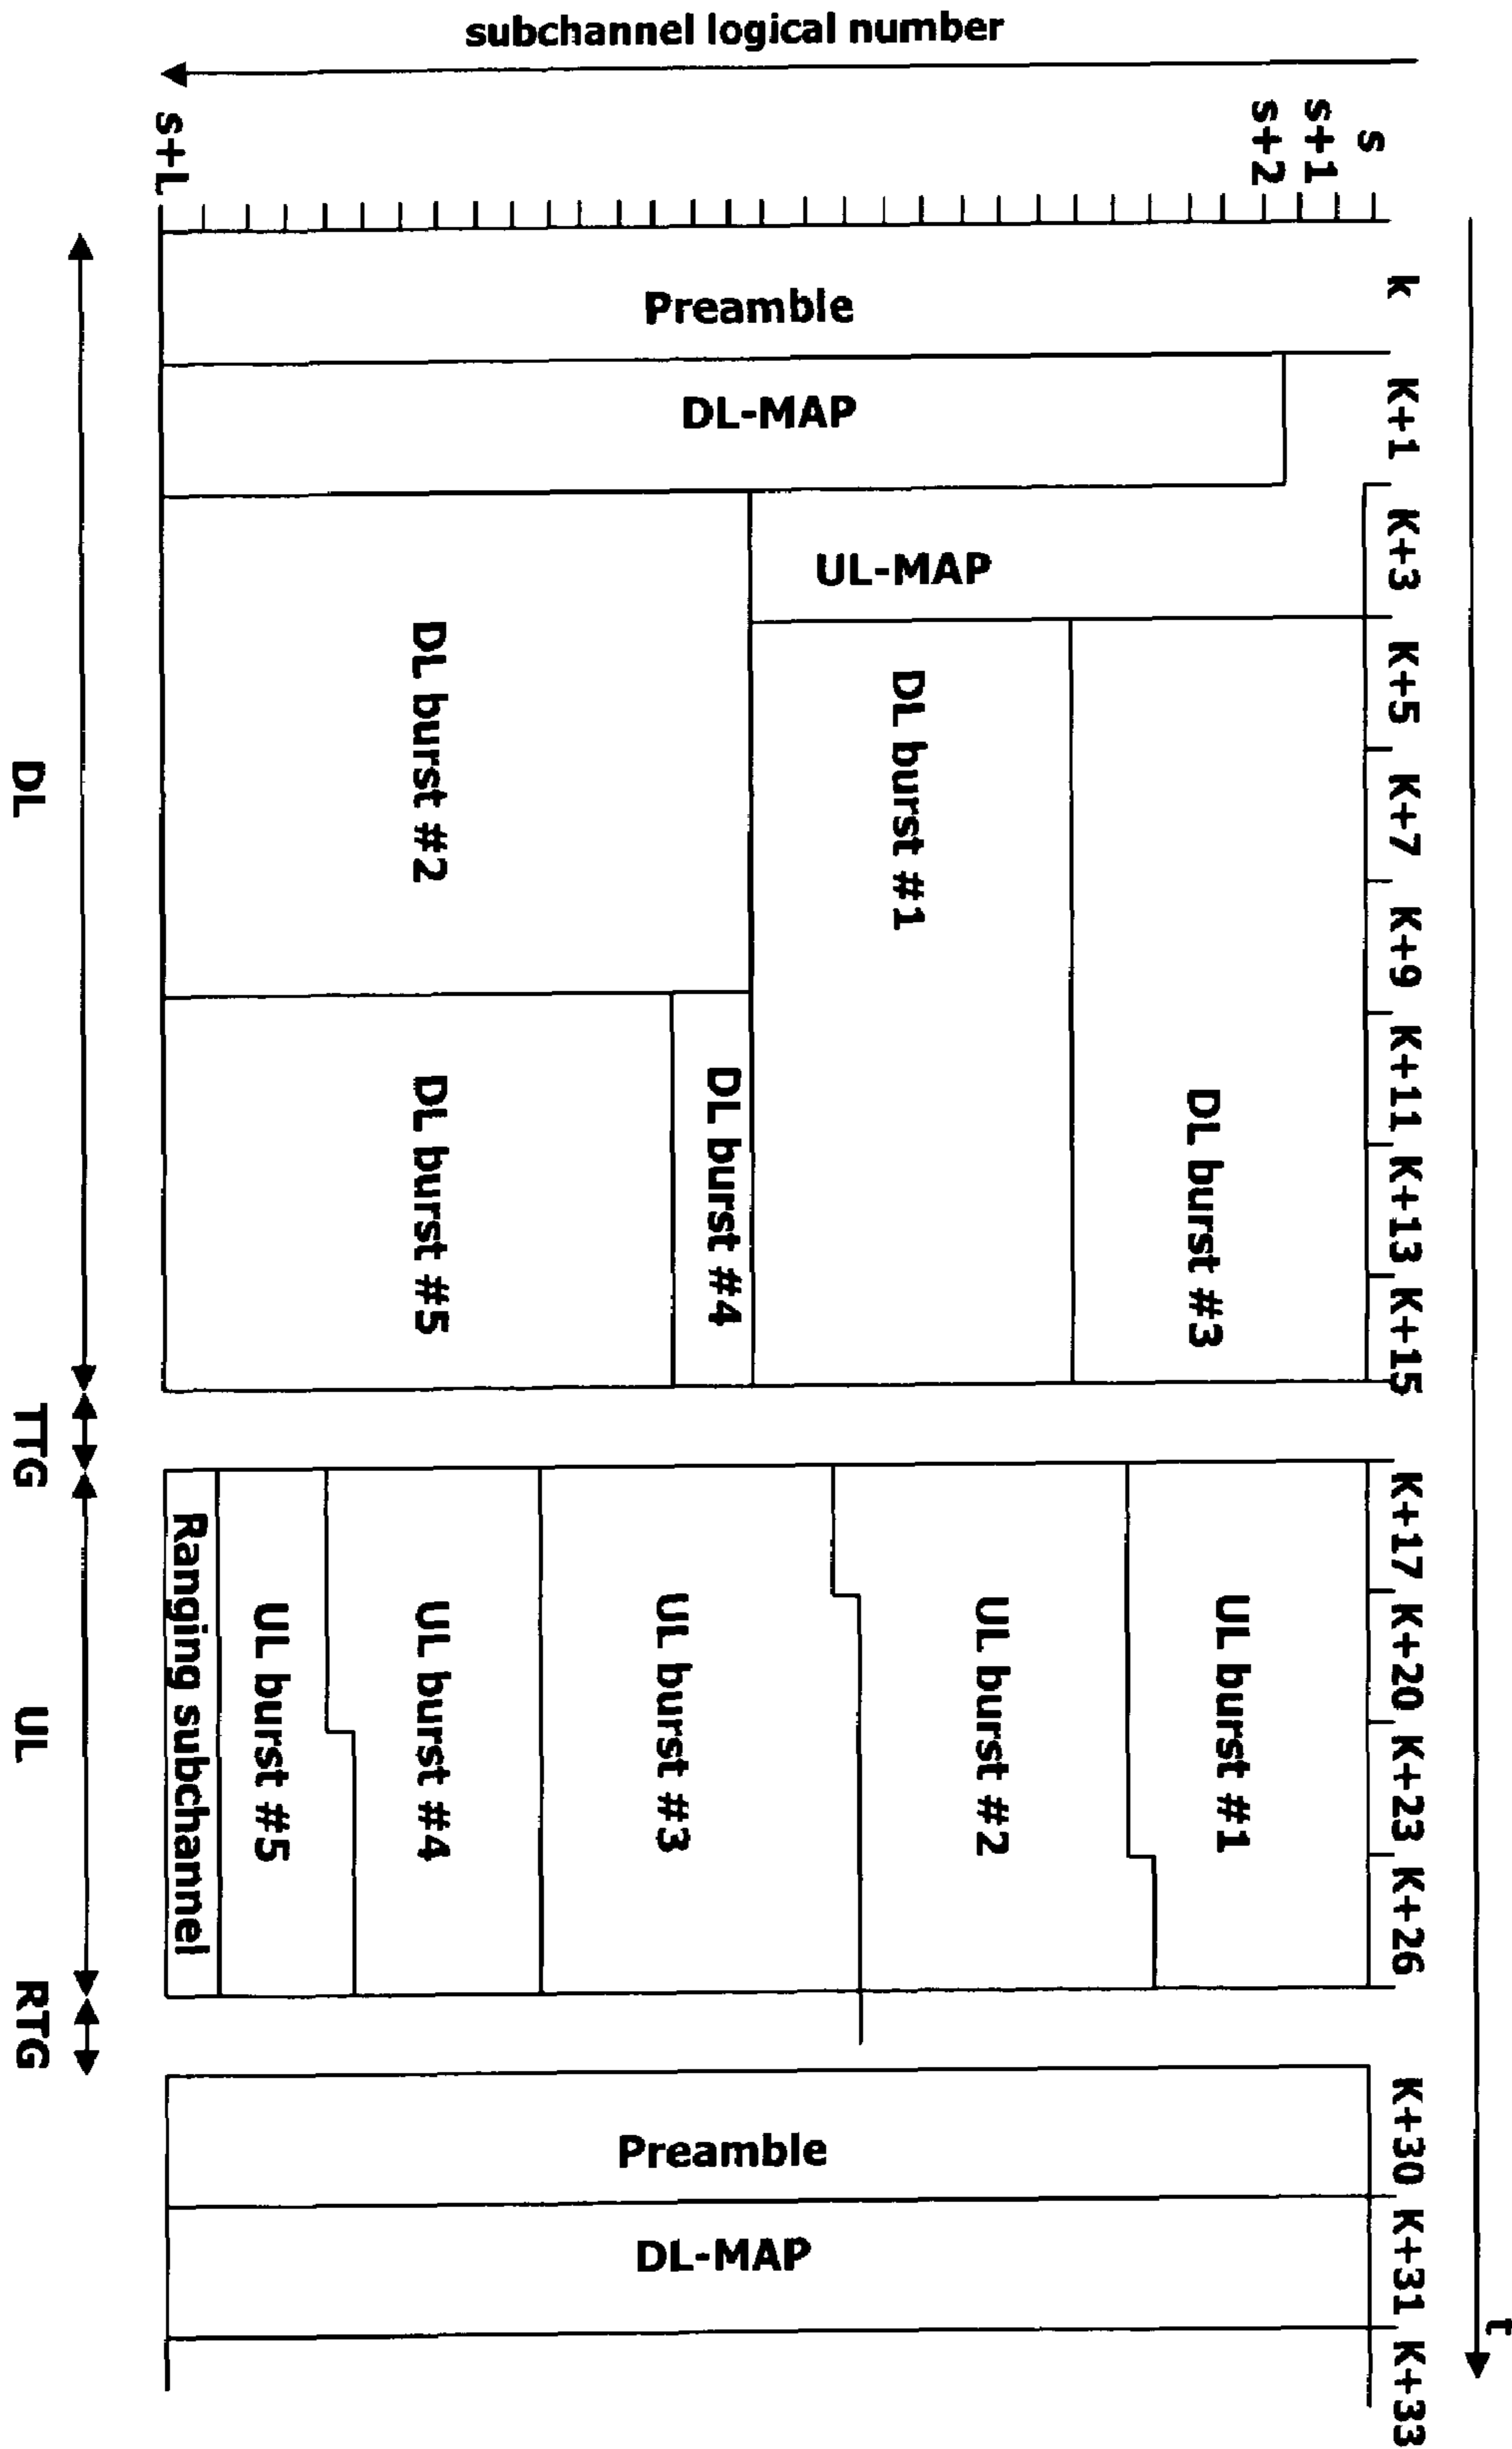 subchannel logical number
s
s+1
s+2
s+L
t
k
K+1
K+3
K+5
K+7
K+9
K+11
K+13
K+15
K+17
K+20
K+23
K+26
K+30
K+31
K+33
Preamble
DL-MAP
UL-MAP
DL burst #3
DL burst #1
DL burst #2
DL burst #4
DL burst #5
UL burst #1
UL burst #2
UL burst #3
UL burst #4
UL burst #5
Ranging subchannel
Preamble
DL-MAP
DL
TTG
UL
RTG